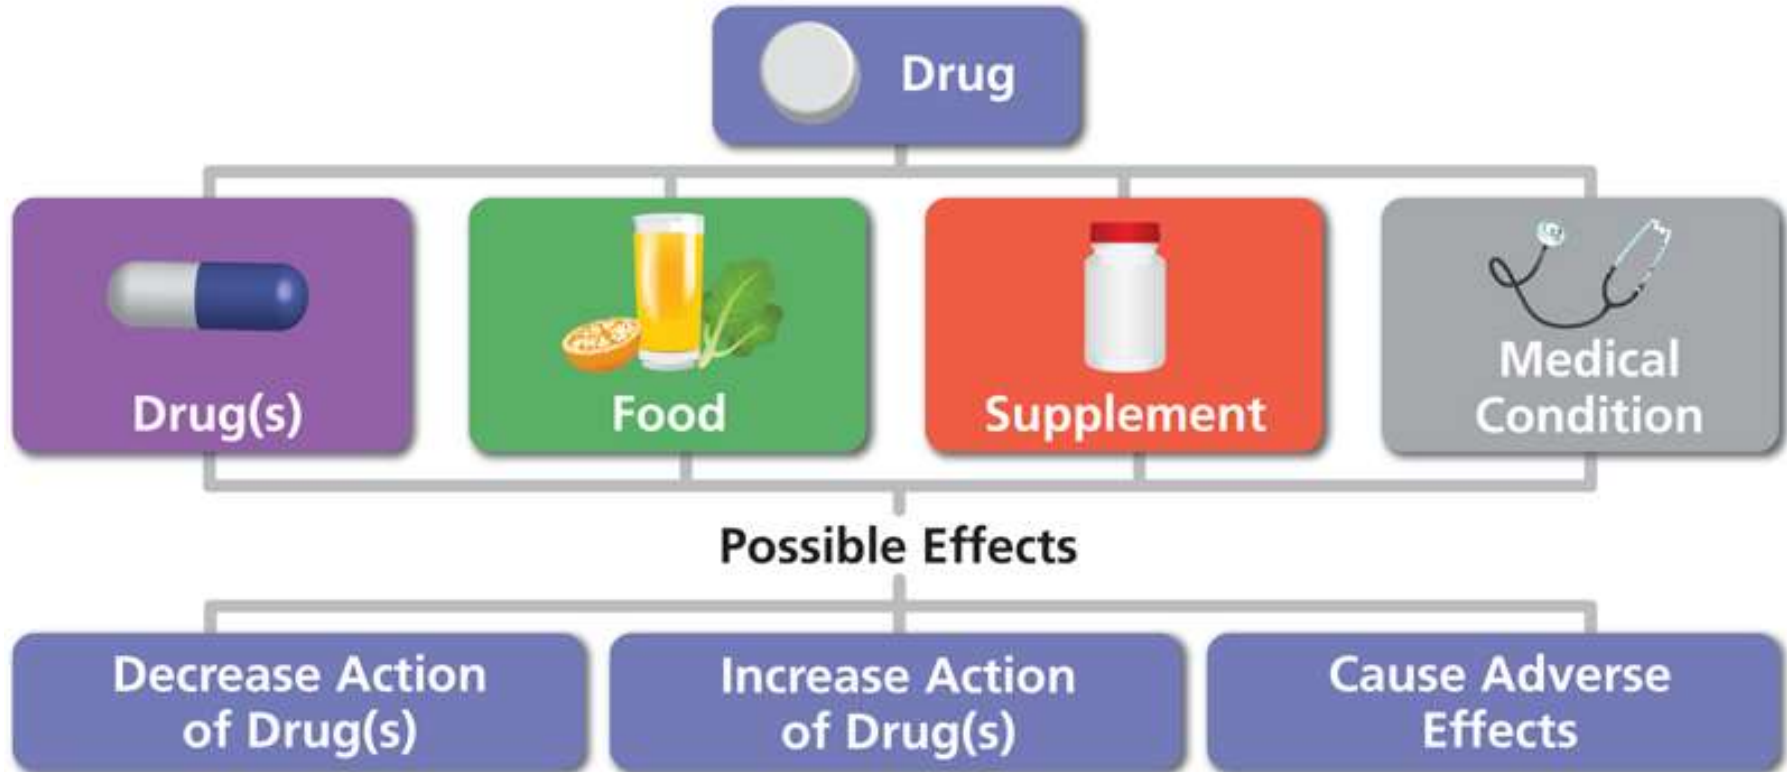 Drug
Drug(s)
Food
Supplement
Medical
Condition
Possible Effects
Decrease Action
of Drug(s)
Increase Action
of Drug(s)
Cause Adverse
Effects